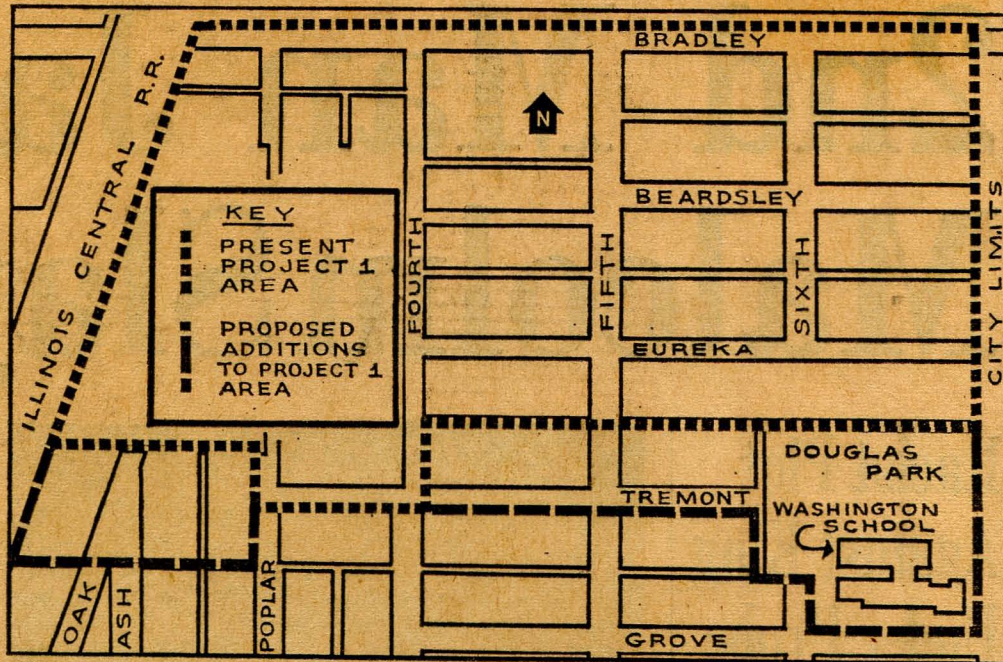 BRADLEY
ILLINOIS CENTRAL R.R.
N
BEARDSLEY
KEY
PRESENT
PROJECT 1
AREA
PROPOSED
ADDITIONS
TO PROJECT 1
AREA
FOURTH
FIFTH
SIXTH
CITY LIMITS
EUREKA
DOUGLAS
PARK
TREMONT
WASHINGTON
SCHOOL
OAK
ASH
POPLAR
GROVE